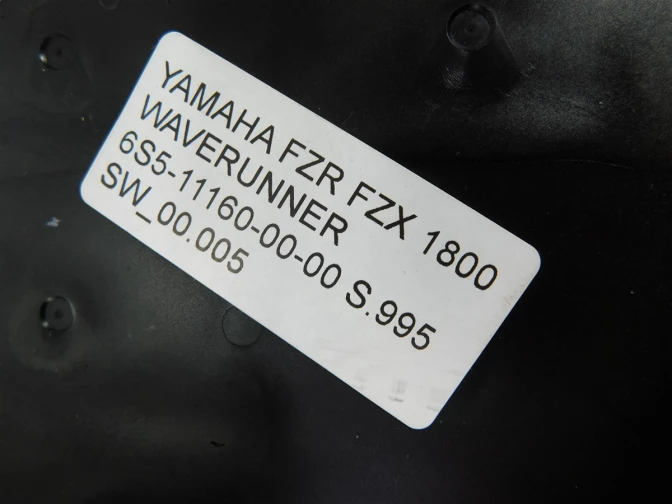 YAMAHA FZR FZX 1800
WAVERUNNER
6S5-11160-00-00 S.995
SW_00.005